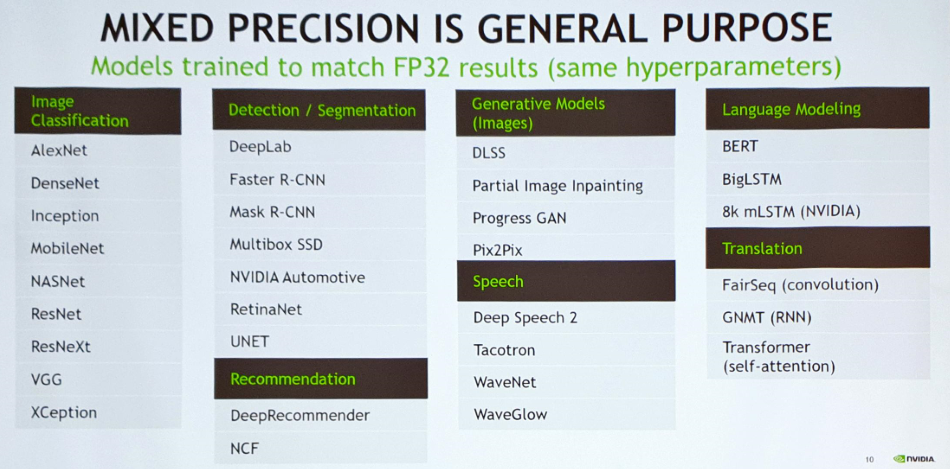 MIXED PRECISION IS GENERAL PURPOSE
Models trained to match FP32 results (same hyperparameters)
Image
Classification
AlexNet
DenseNet
Inception
MobileNet
NASNet
ResNet
ResNeXt
VGG
XCeption
Detection / Segmentation
DeepLab
Faster R-CNN
Mask R-CNN
Multibox SSD
NVIDIA Automotive
RetinaNet
UNET
Recommendation
DeepRecommender
NCF
Generative Models
(Images)
DLSS
Partial Image Inpainting
Progress GAN
Pix2Pix
Speech
Deep Speech 2
Tacotron
WaveNet
WaveGlow
Language Modeling
BERT
BigLSTM
8k mLSTM (NVIDIA)
Translation
FairSeq (convolution)
GNMT (RNN)
Transformer
(self-attention)
10
NVIDIA